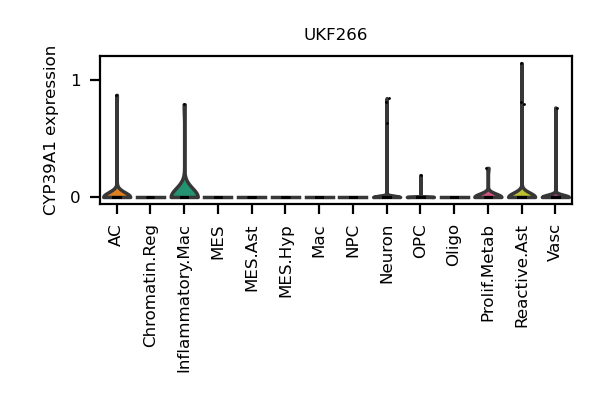 UKF266
CYP39A1 expression
1
0
AC
Chromatin.Reg
Inflammatory.Mac
MES
MES.Ast
MES.Hyp
Mac
NPC
Neuron
OPC
Oligo
Prolif.Metab
Reactive.Ast
Vasc